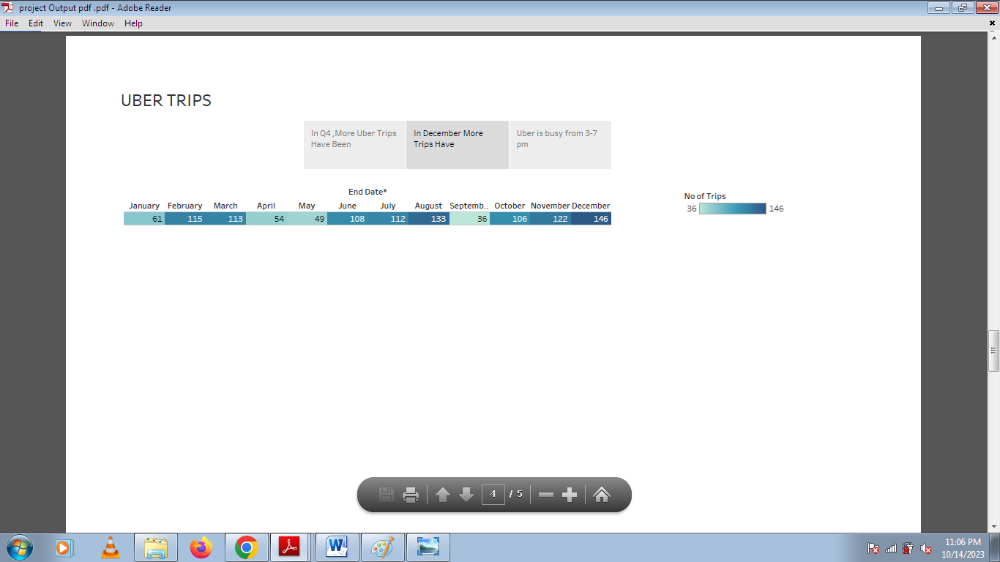 project Output pdf .pdf - Adobe Reader
File Edit View Window Help
UBER TRIPS
In Q4 ,More Uber Trips
Have Been
In December More
Trips Have
Uber is busy from 3-7
pm
End Date*
January February March April May June July August Septemb.. October November December
61 115 113 54 49 108 112 133 36 106 122 146
No of Trips
36 146
4 / 5
11:06 PM
10/14/2023